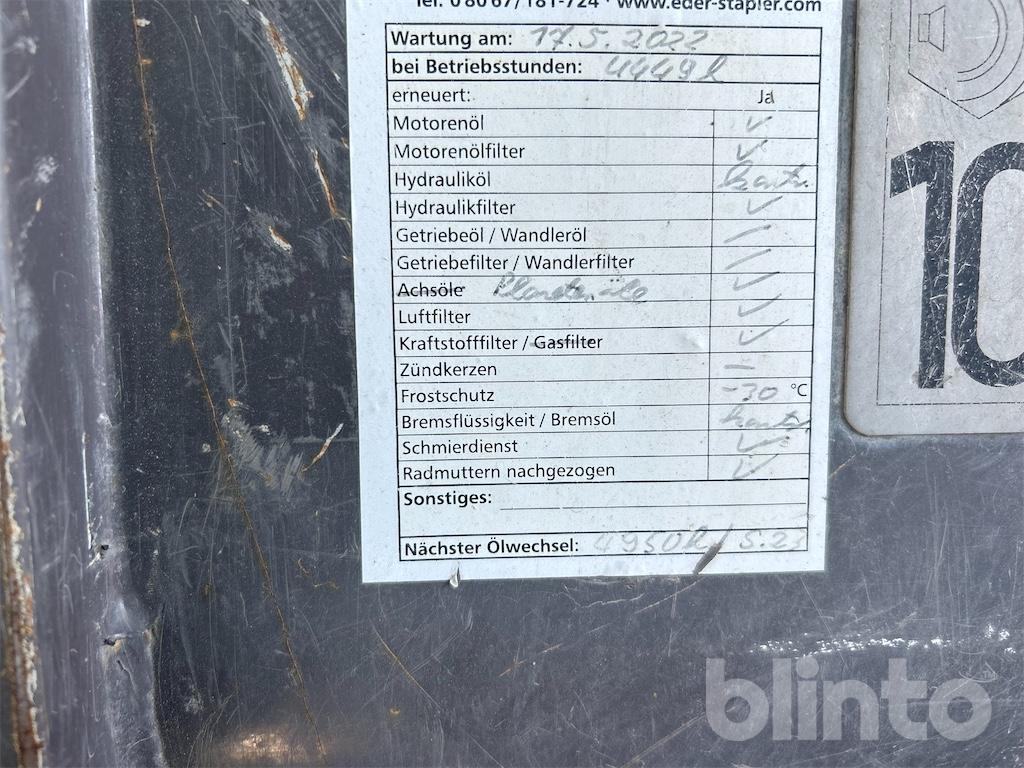 Tel. 0 80 67/ 181-724 · www.eder-stapler.com
Wartung am: 17.5.2022
bei Betriebsstunden: 4449 h
erneuert: Ja
Motorenöl ✓
Motorenölfilter ✓
Hydrauliköl
Hydraulikfilter ✓
Getriebeöl / Wandleröl /
Getriebefilter / Wandlerfilter /
Achsöle ✓
Luftfilter ✓
Kraftstofffilter / Gasfilter ✓
Zündkerzen –
Frostschutz -30 °C
Bremsflüssigkeit / Bremsöl
Schmierdienst ✓
Radmuttern nachgezogen ✓
Sonstiges:
Nächster Ölwechsel: 4950h / 5.23
10
blinto